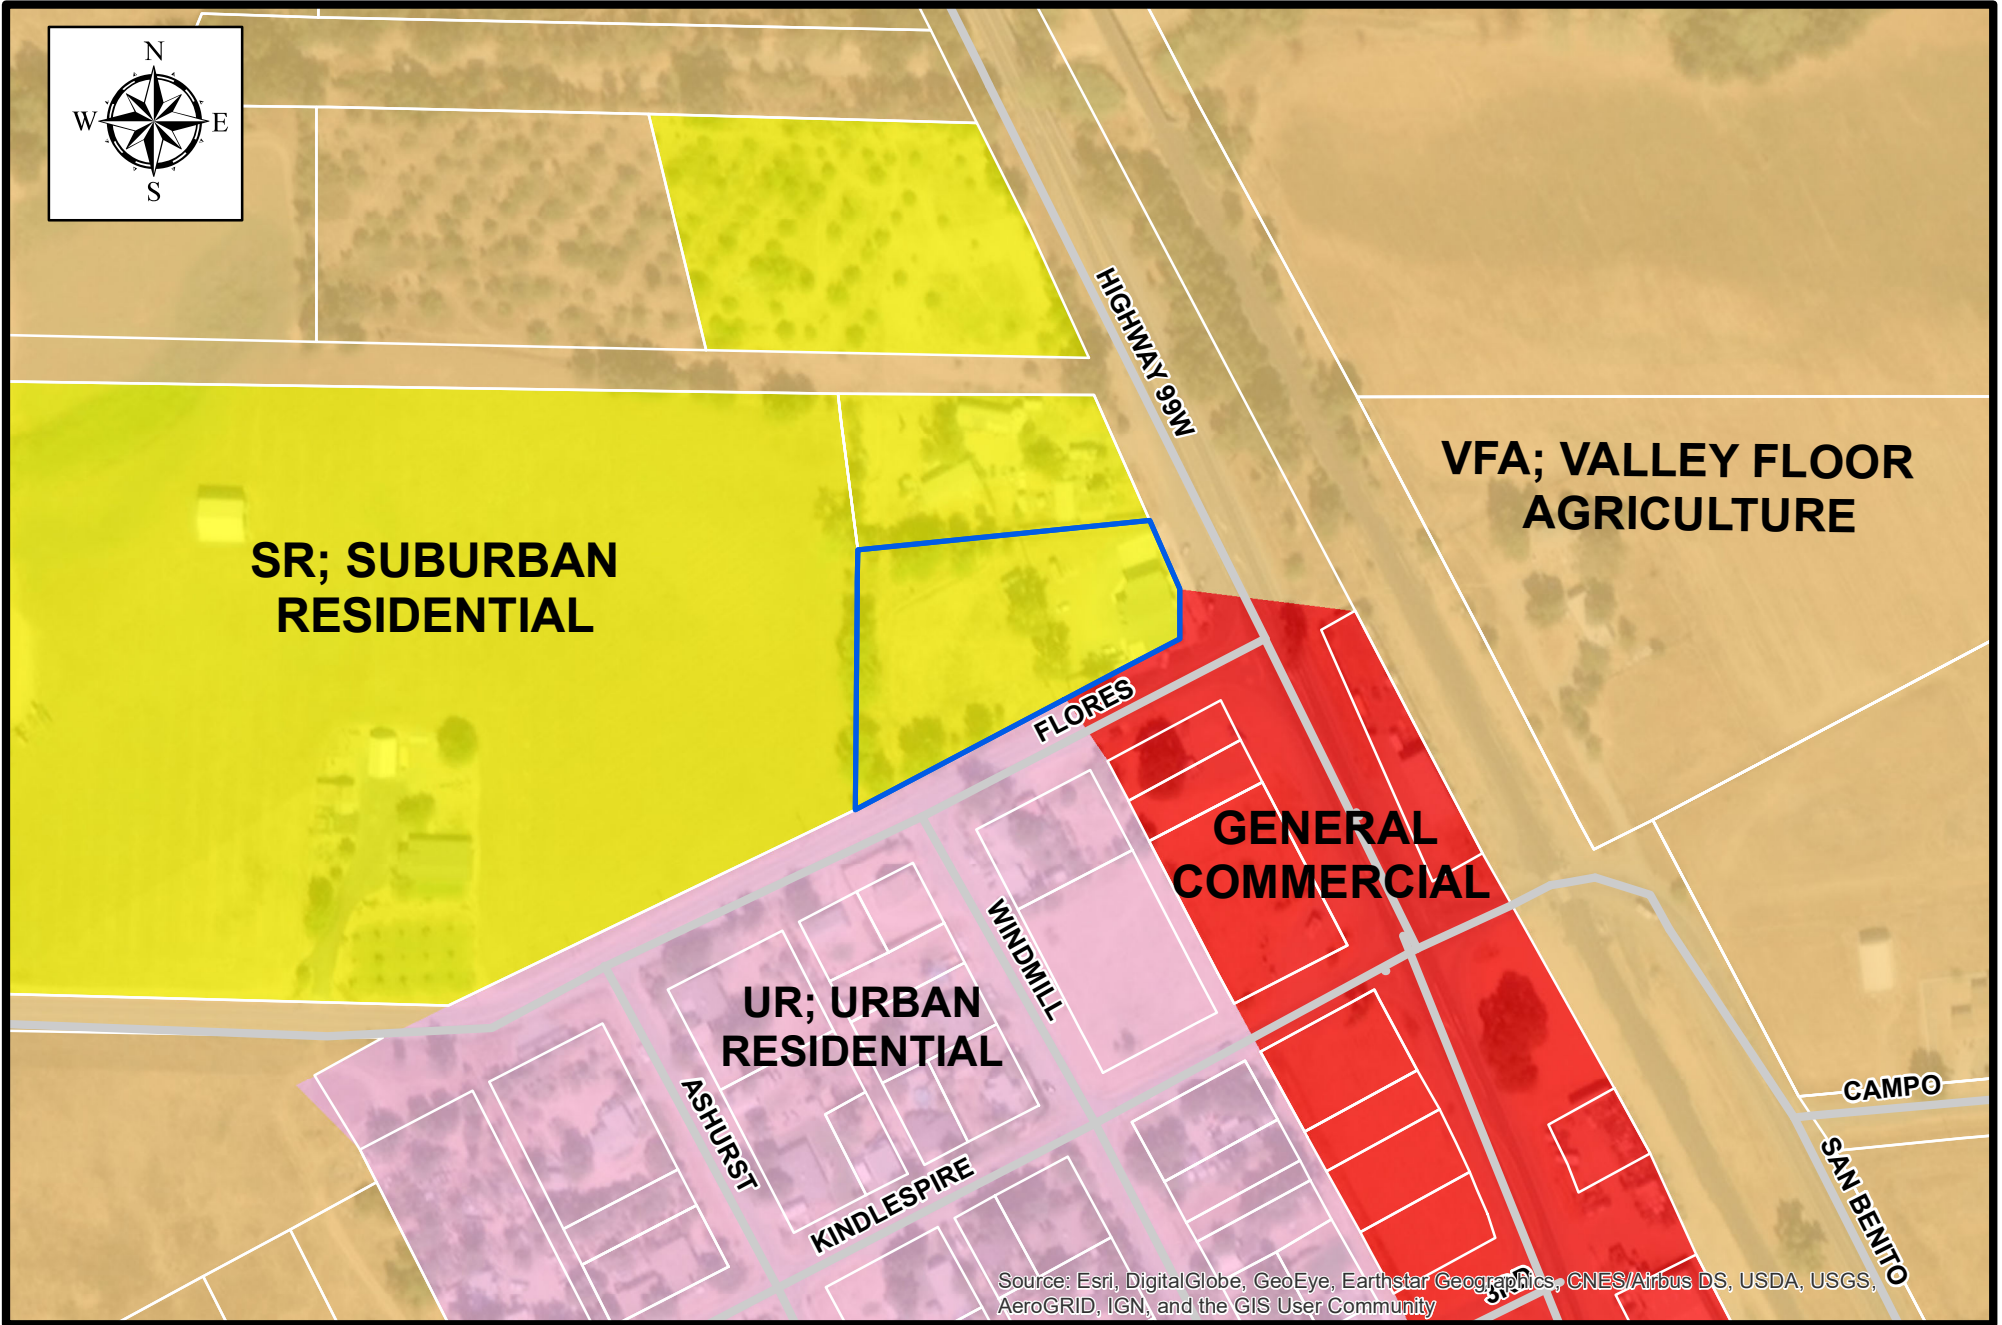 N
W E
S
HIGHWAY 99W
VFA; VALLEY FLOOR
AGRICULTURE
SR; SUBURBAN
RESIDENTIAL
FLORES
GENERAL
COMMERCIAL
WINDMILL
UR; URBAN
RESIDENTIAL
ASHURST
KINDLESPIRE
CAMPO
SAN BENITO
3RD
Source: Esri, DigitalGlobe, GeoEye, Earthstar Geographics, CNES/Airbus DS, USDA, USGS,
AeroGRID, IGN, and the GIS User Community